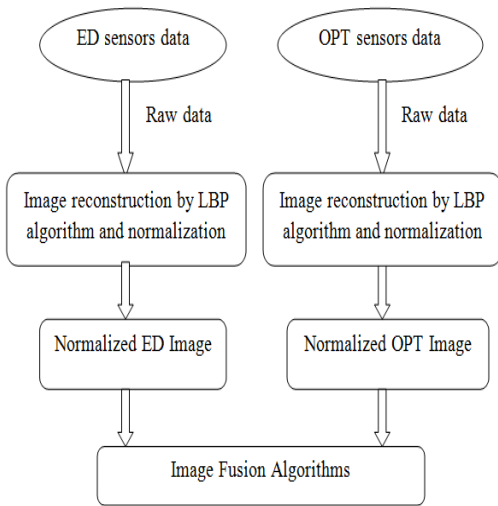 ED sensors data
OPT sensors data
Raw data
Raw data
Image reconstruction by LBP
algorithm and normalization
Image reconstruction by LBP
algorithm and normalization
Normalized ED Image
Normalized OPT Image
Image Fusion Algorithms